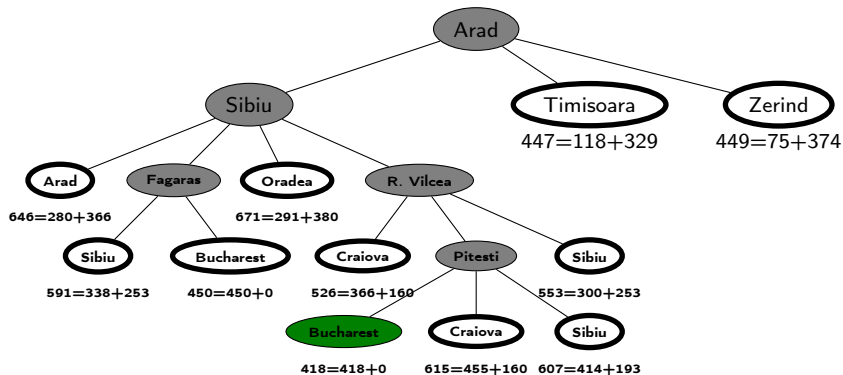 Arad
Sibiu
Timisoara
Zerind
447=118+329
449=75+374
Arad
Fagaras
Oradea
R. Vilcea
646=280+366
671=291+380
Sibiu
Bucharest
Craiova
Pitesti
Sibiu
591=338+253
450=450+0
526=366+160
553=300+253
Bucharest
Craiova
Sibiu
418=418+0
615=455+160
607=414+193